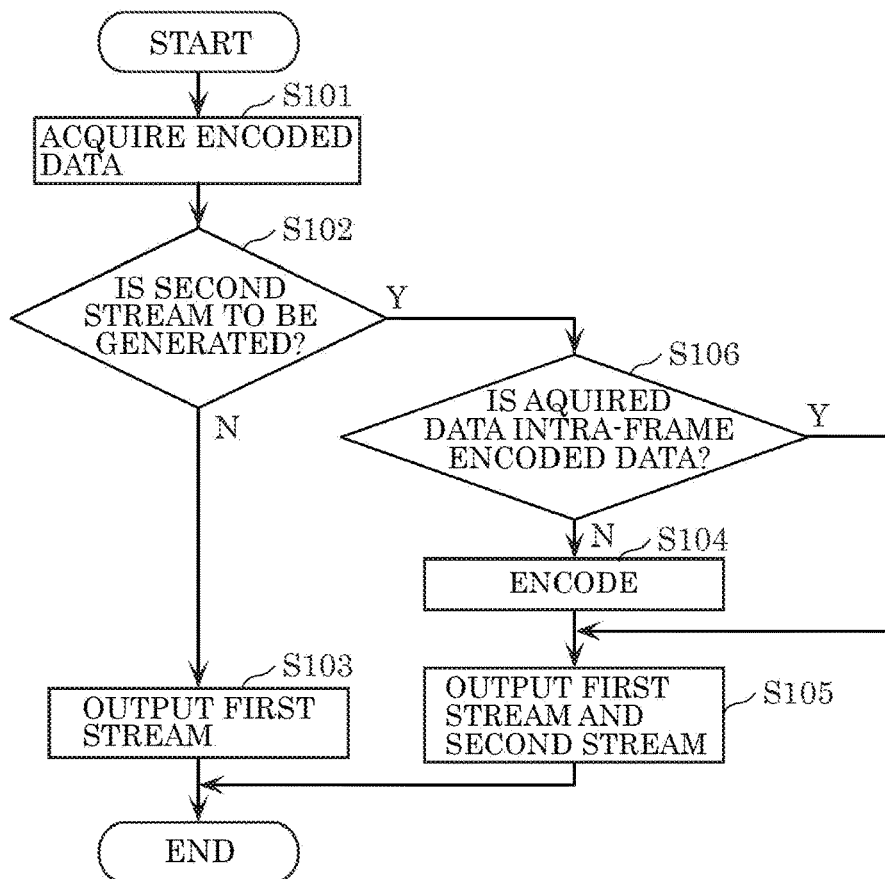 START
S101
ACQUIRE ENCODED
DATA
S102
IS SECOND
STREAM TO BE
GENERATED?
Y
N
S106
IS AQUIRED
DATA INTRA-FRAME
ENCODED DATA?
Y
N
S104
ENCODE
S103
OUTPUT FIRST
STREAM
S105
OUTPUT FIRST
STREAM AND
SECOND STREAM
END